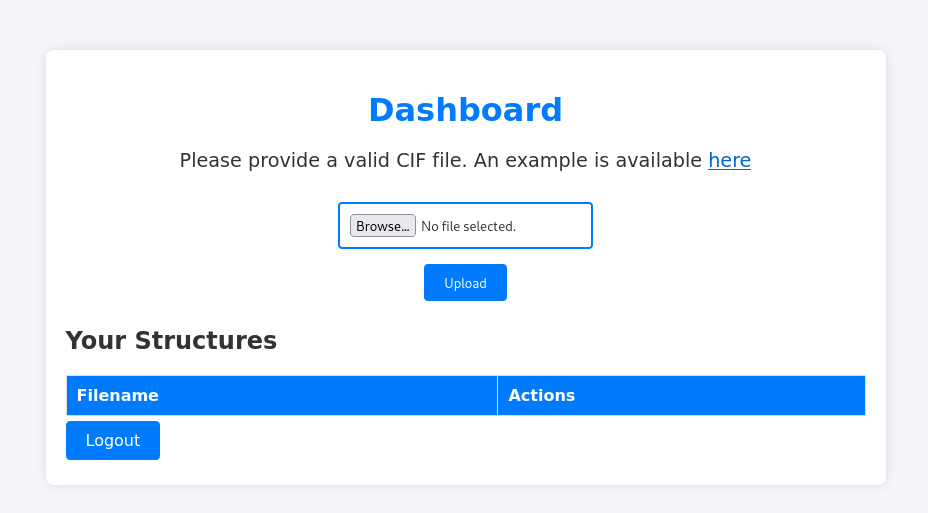 Dashboard
Please provide a valid CIF file. An example is available here
Browse... No file selected.
Upload
Your Structures
Filename Actions
Logout